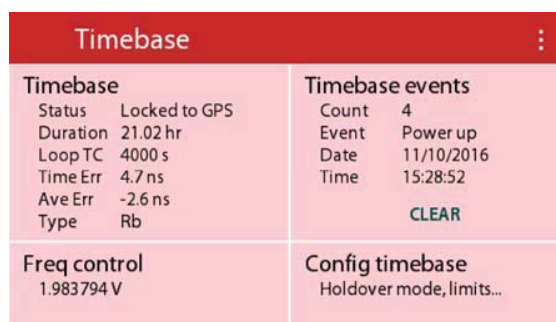 Timebase
Timebase
Status Locked to GPS
Duration 21.02 hr
Loop TC 4000 s
Time Err 4.7 ns
Ave Err -2.6 ns
Type Rb
Timebase events
Count 4
Event Power up
Date 11/10/2016
Time 15:28:52
CLEAR
Freq control
1.983794 V
Config timebase
Holdover mode, limits...